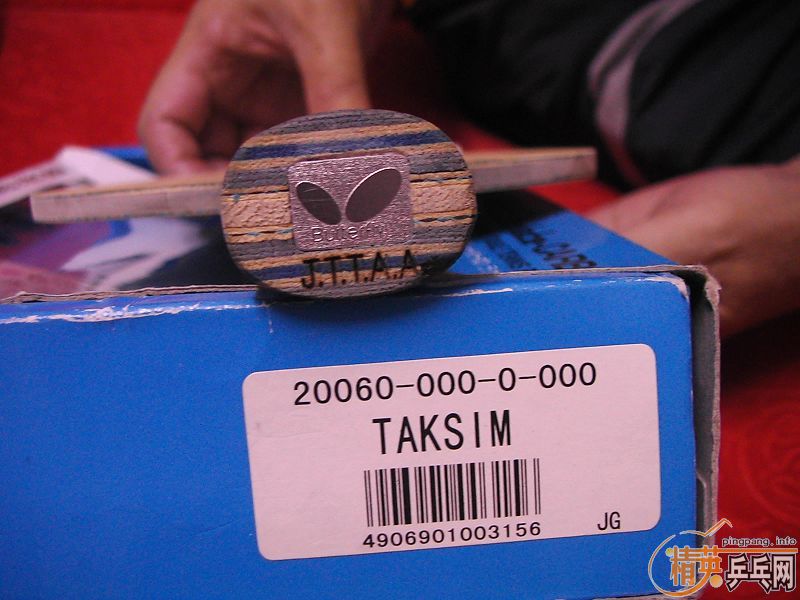 Butterfly
J.T.T.A.A
20060-000-0-000
TAKSIM
4906901003156
JG
pingpang.info
精英乒乓网